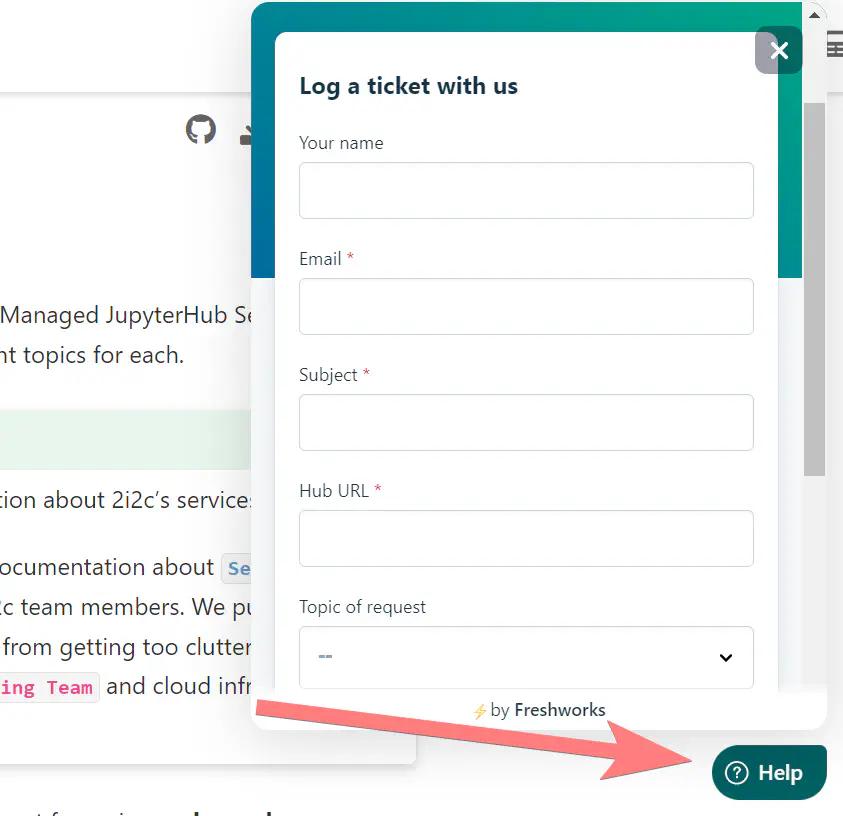 Log a ticket with us
Your name
Email *
Subject *
Hub URL *
Topic of request
--
by Freshworks
Help
Managed JupyterHub Se
nt topics for each.
tion about 2i2c’s services
ocumentation about Se
c team members. We pu
from getting too clutter
ing Team and cloud infr